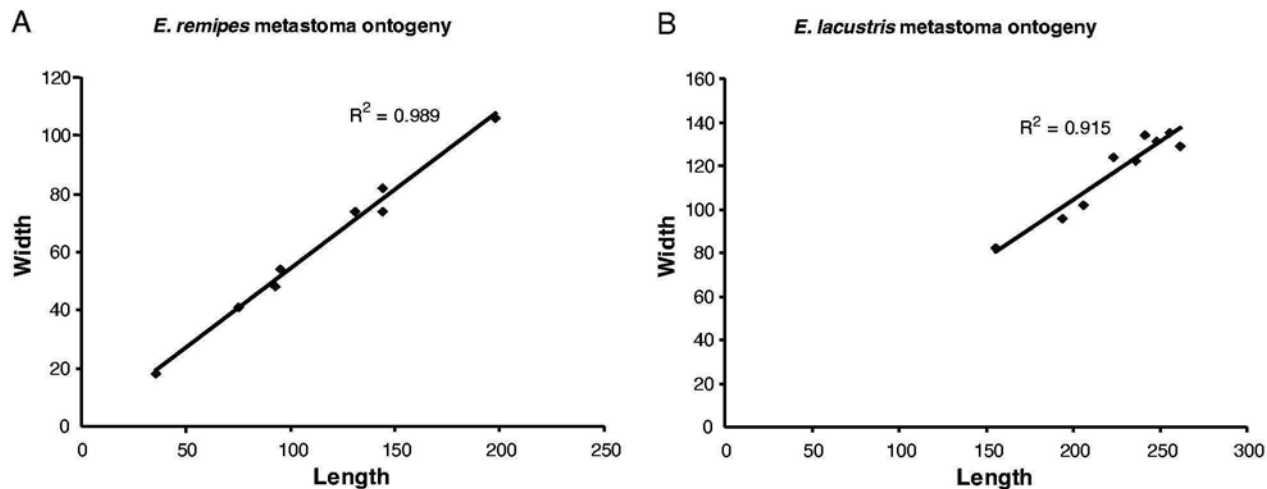 A
E. remipes metastoma ontogeny
120
100
80
60
40
20
0
Width
R² = 0.989
0 50 100 150 200 250
Length
B
E. lacustris metastoma ontogeny
160
140
120
100
80
60
40
20
0
Width
R² = 0.915
0 50 100 150 200 250 300
Length